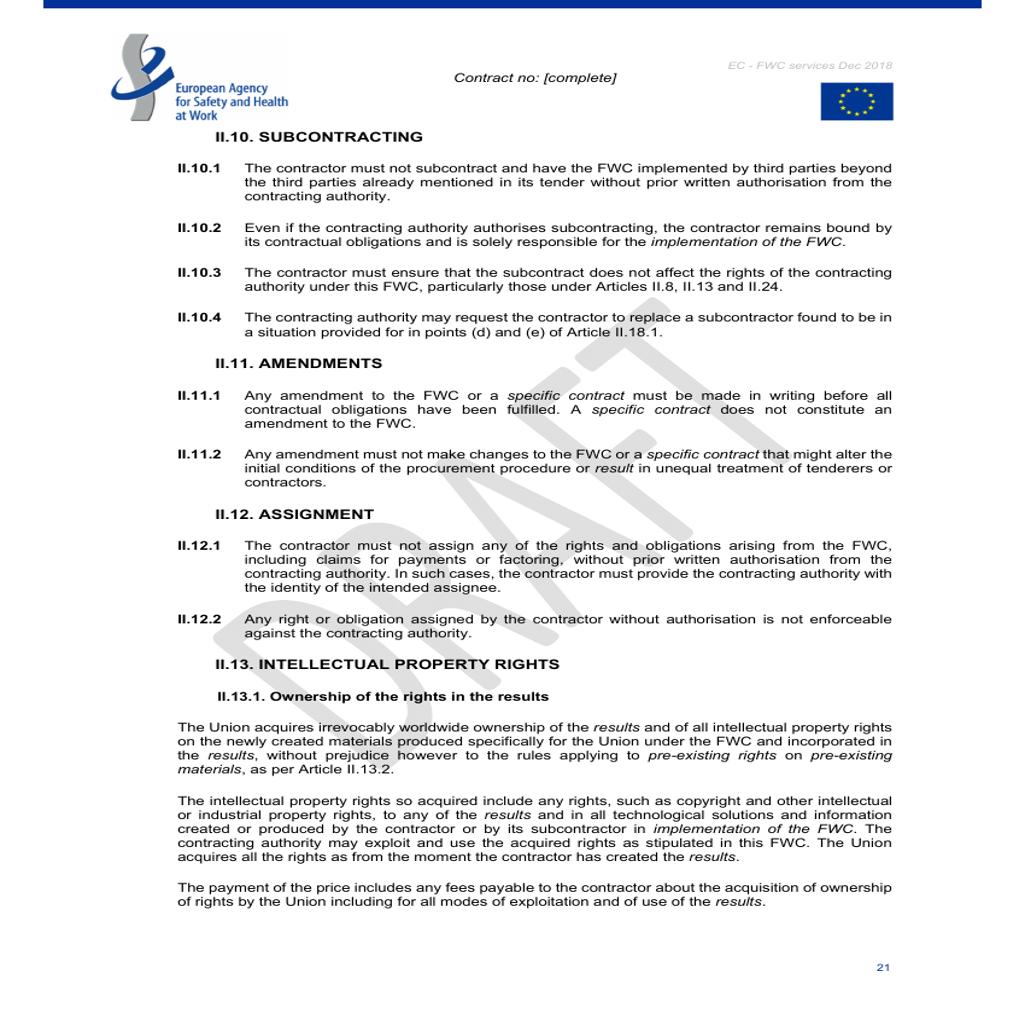 EC - FWC services Dec 2018
Contract no: [complete]
European Agency
for Safety and Health
at Work
II.10. SUBCONTRACTING
II.10.1 The contractor must not subcontract and have the FWC implemented by third parties beyond
the third parties already mentioned in its tender without prior written authorisation from the
contracting authority.
II.10.2 Even if the contracting authority authorises subcontracting, the contractor remains bound by
its contractual obligations and is solely responsible for the implementation of the FWC.
II.10.3 The contractor must ensure that the subcontract does not affect the rights of the contracting
authority under this FWC, particularly those under Articles II.8, II.13 and II.24.
II.10.4 The contracting authority may request the contractor to replace a subcontractor found to be in
a situation provided for in points (d) and (e) of Article II.18.1.
II.11. AMENDMENTS
II.11.1 Any amendment to the FWC or a specific contract must be made in writing before all
contractual obligations have been fulfilled. A specific contract does not constitute an
amendment to the FWC.
II.11.2 Any amendment must not make changes to the FWC or a specific contract that might alter the
initial conditions of the procurement procedure or result in unequal treatment of tenderers or
contractors.
II.12. ASSIGNMENT
II.12.1 The contractor must not assign any of the rights and obligations arising from the FWC,
including claims for payments or factoring, without prior written authorisation from the
contracting authority. In such cases, the contractor must provide the contracting authority with
the identity of the intended assignee.
II.12.2 Any right or obligation assigned by the contractor without authorisation is not enforceable
against the contracting authority.
II.13. INTELLECTUAL PROPERTY RIGHTS
II.13.1. Ownership of the rights in the results
The Union acquires irrevocably worldwide ownership of the results and of all intellectual property rights
on the newly created materials produced specifically for the Union under the FWC and incorporated in
the results, without prejudice however to the rules applying to pre-existing rights on pre-existing
materials, as per Article II.13.2.
The intellectual property rights so acquired include any rights, such as copyright and other intellectual
or industrial property rights, to any of the results and in all technological solutions and information
created or produced by the contractor or by its subcontractor in implementation of the FWC. The
contracting authority may exploit and use the acquired rights as stipulated in this FWC. The Union
acquires all the rights as from the moment the contractor has created the results.
The payment of the price includes any fees payable to the contractor about the acquisition of ownership
of rights by the Union including for all modes of exploitation and of use of the results.
DRAFT
21